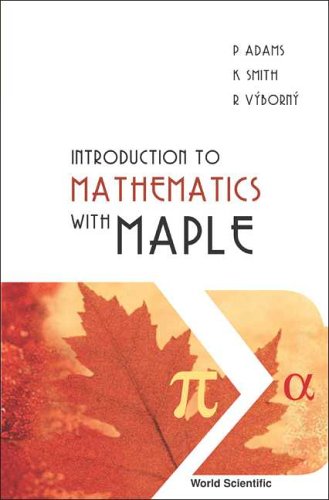 P ADAMS
K SMITH
R VÝBORNÝ
INTRODUCTION TO
MATHEMATICS
WITH MAPLE
π
α
World Scientific